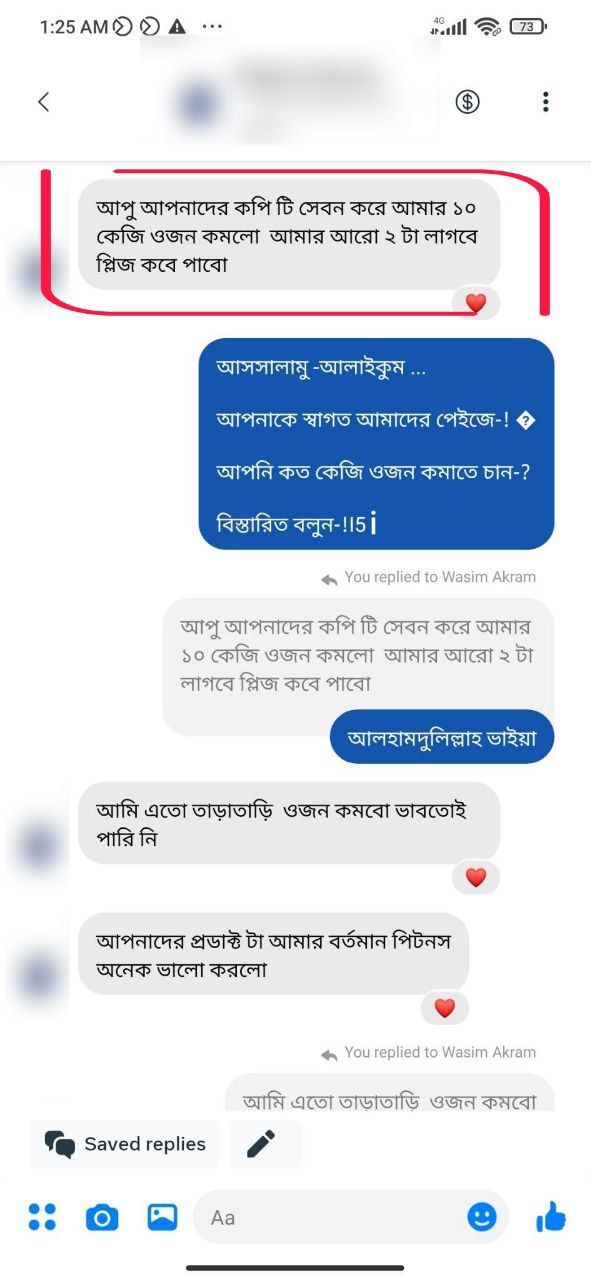 1:25 AM
4G
73
আপু আপনাদের কপি টি সেবন করে আমার ১০
কেজি ওজন কমলো আমার আরো ২ টা লাগবে
প্লিজ কবে পাবো
আসসালামু -আলাইকুম ...
আপনাকে স্বাগত আমাদের পেইজে-! �
আপনি কত কেজি ওজন কমাতে চান-?
বিস্তারিত বলুন-!!5 i
You replied to Wasim Akram
আপু আপনাদের কপি টি সেবন করে আমার
১০ কেজি ওজন কমলো আমার আরো ২ টা
লাগবে প্লিজ কবে পাবো
আলহামদুলিল্লাহ ভাইয়া
আমি এতো তাড়াতাড়ি ওজন কমবো ভাবতোই
পারি নি
আপনাদের প্রডাক্ট টা আমার বর্তমান পিটনস
অনেক ভালো করলো
You replied to Wasim Akram
আমি এতো তাড়াতাড়ি ওজন কমবো
Saved replies
Aa